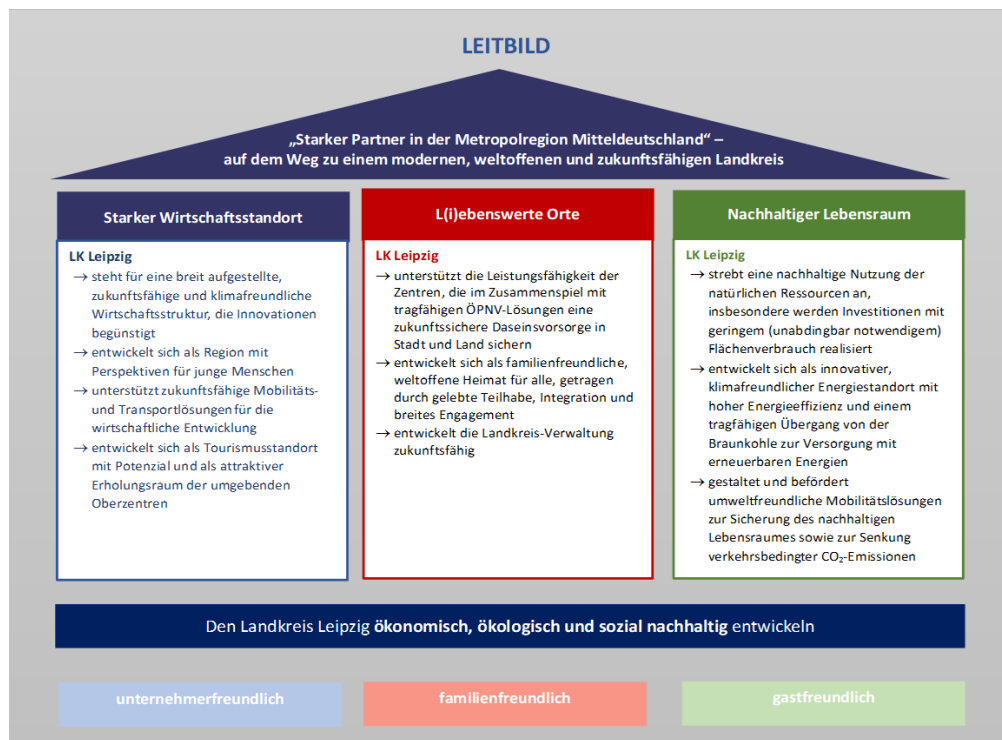 LEITBILD
„Starker Partner in der Metropolregion Mitteldeutschland“ –
auf dem Weg zu einem modernen, weltoffenen und zukunftsfähigen Landkreis
Starker Wirtschaftsstandort
LK Leipzig
→ steht für eine breit aufgestellte,
zukunftsfähige und klimafreundliche
Wirtschaftsstruktur, die Innovationen
begünstigt
→ entwickelt sich als Region mit
Perspektiven für junge Menschen
→ unterstützt zukunftsfähige Mobilitäts-
und Transportlösungen für die
wirtschaftliche Entwicklung
→ entwickelt sich als Tourismusstandort
mit Potenzial und als attraktiver
Erholungsraum der umgebenden
Oberzentren
L(i)ebenswerte Orte
LK Leipzig
→ unterstützt die Leistungsfähigkeit der
Zentren, die im Zusammenspiel mit
tragfähigen ÖPNV-Lösungen eine
zukunftssichere Daseinsvorsorge in
Stadt und Land sichern
→ entwickelt sich als familienfreundliche,
weltoffene Heimat für alle, getragen
durch gelebte Teilhabe, Integration und
breites Engagement
→ entwickelt die Landkreis-Verwaltung
zukunftsfähig
Nachhaltiger Lebensraum
LK Leipzig
→ strebt eine nachhaltige Nutzung der
natürlichen Ressourcen an,
insbesondere werden Investitionen mit
geringem (unabdingbar notwendigem)
Flächenverbrauch realisiert
→ entwickelt sich als innovativer,
klimafreundlicher Energiestandort mit
hoher Energieeffizienz und einem
tragfähigen Übergang von der
Braunkohle zur Versorgung mit
erneuerbaren Energien
→ gestaltet und befördert
umweltfreundliche Mobilitätslösungen
zur Sicherung des nachhaltigen
Lebensraumes sowie zur Senkung
verkehrsbedingter CO₂-Emissionen
Den Landkreis Leipzig ökonomisch, ökologisch und sozial nachhaltig entwickeln
unternehmerfreundlich
familienfreundlich
gastfreundlich